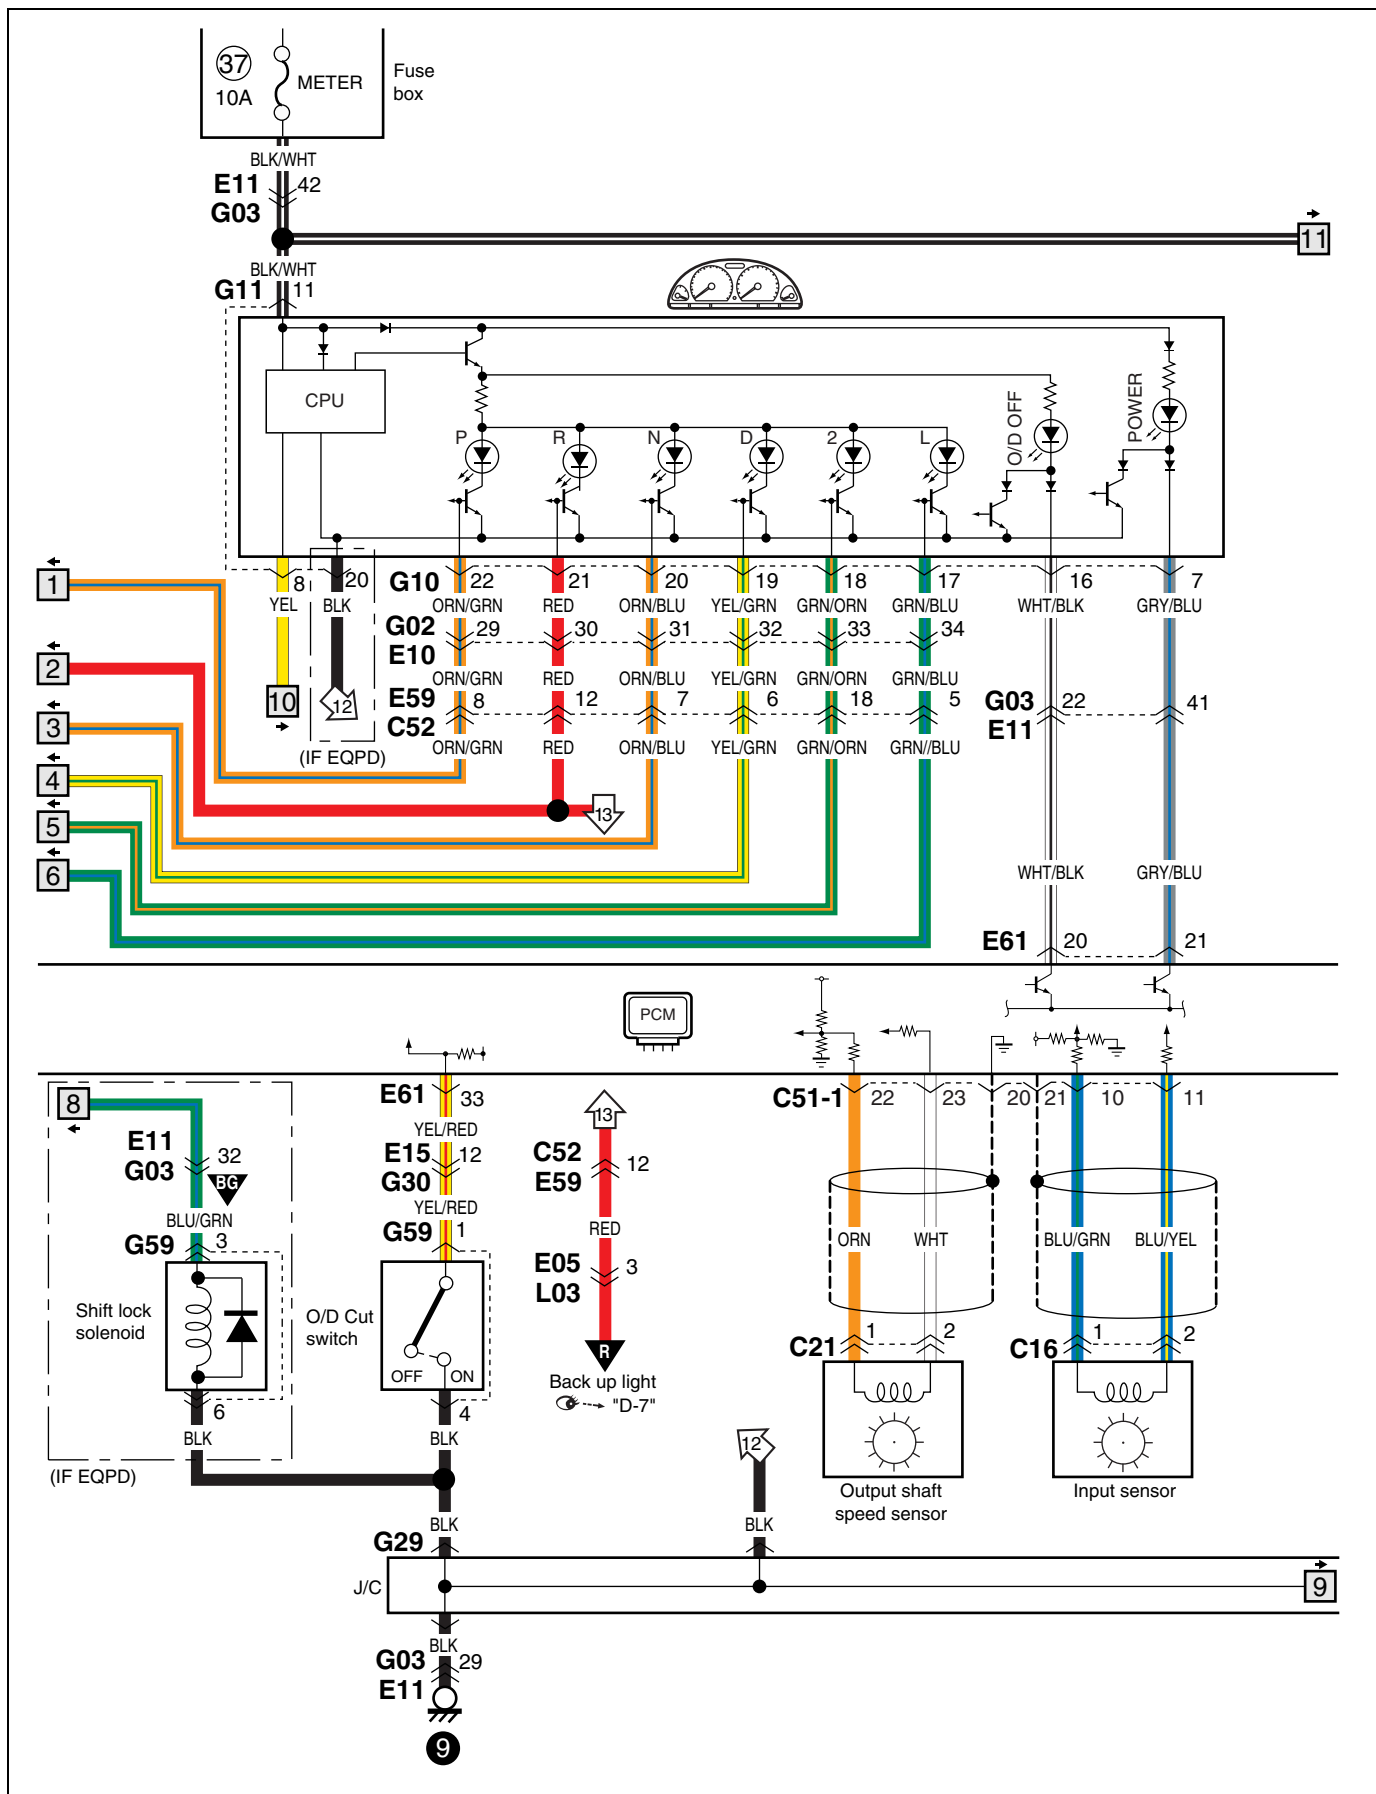 37
10A
METER
Fuse
box
BLK/WHT
E11 42
G03
11
BLK/WHT
G11 11
CPU
P R N D 2 L O/D OFF POWER
1
8 20 G10 22 21 20 19 18 17 16 7
YEL BLK ORN/GRN RED ORN/BLU YEL/GRN GRN/ORN GRN/BLU WHT/BLK GRY/BLU
G02 29 30 31 32 33 34
E10
2
ORN/GRN RED ORN/BLU YEL/GRN GRN/ORN GRN/BLU
10 12 E59 8 12 7 6 18 5 G03 22 41
3 C52 E11
(IF EQPD) ORN/GRN RED ORN/BLU YEL/GRN GRN/ORN GRN//BLU
4
13
5
6
WHT/BLK GRY/BLU
E61 20 21
PCM
8 E61 33 13 C51-1 22 23 20 21 10 11
YEL/RED
E11 32 E15 12 C52 12
G03 BG G30 E59
YEL/RED
BLU/GRN RED
G59 3 G59 1 ORN WHT BLU/GRN BLU/YEL
E05 3
L03
Shift lock
solenoid
O/D Cut
switch
OFF ON
R
C21 1 2 C16 1 2
Back up light
"D-7"
6 4
BLK BLK
12
(IF EQPD)
Output shaft
speed sensor
Input sensor
BLK BLK
G29
J/C 9
BLK
G03 29
E11
9